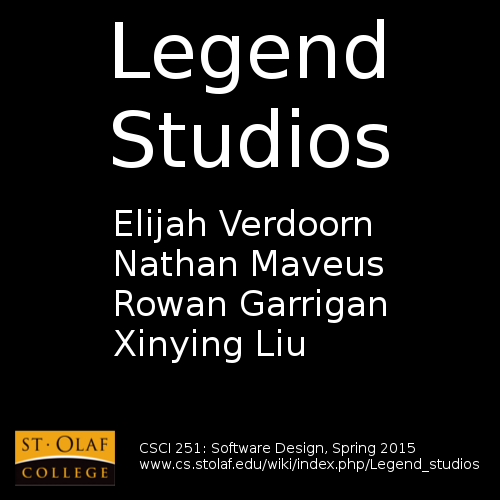 Legend
Studios
Elijah Verdoorn
Nathan Maveus
Rowan Garrigan
Xinying Liu
ST·OLAF
COLLEGE
CSCI 251: Software Design, Spring 2015
www.cs.stolaf.edu/wiki/index.php/Legend_studios